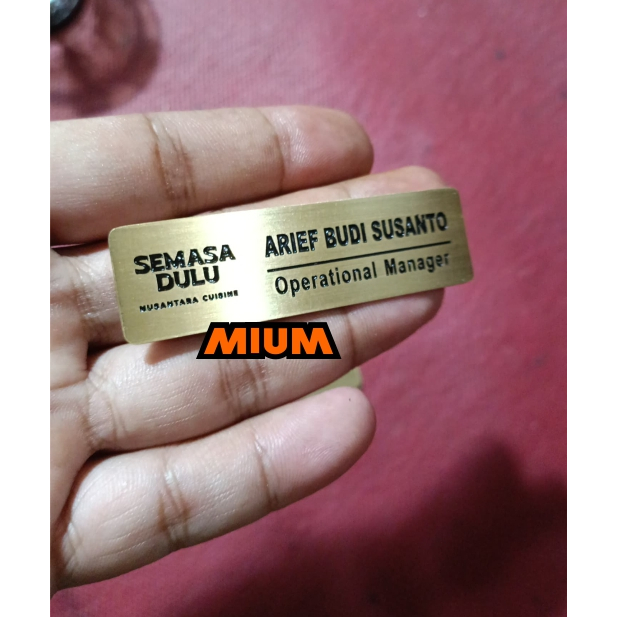 SEMASA
DULU
NUSANTARA CUISINE
ARIEF BUDI SUSANTO
Operational Manager
MIUM